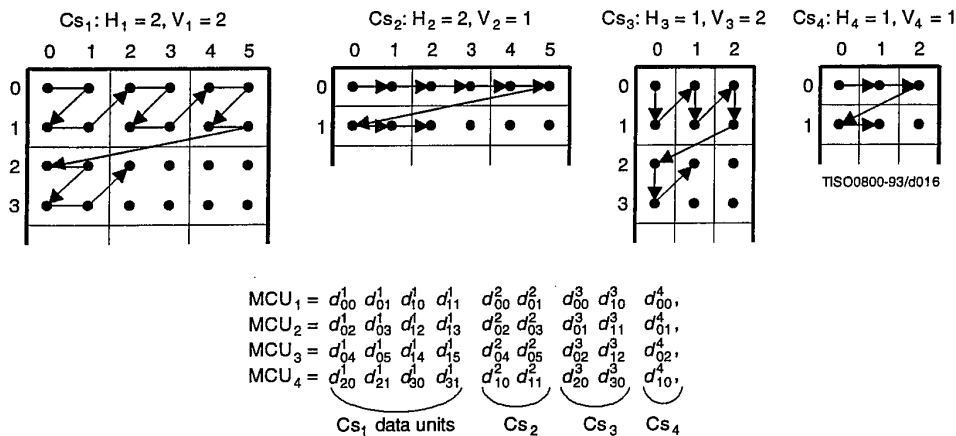 Cs₁: H₁ = 2, V₁ = 2
Cs₂: H₂ = 2, V₂ = 1
Cs₃: H₃ = 1, V₃ = 2
Cs₄: H₄ = 1, V₄ = 1
0 1 2 3 4 5
0 1 2 3 4 5
0 1 2
0 1 2
0
1
2
3
0
1
0
1
2
3
0
1
TISO0800-93/d016
MCU₁ = d¹₀₀ d¹₀₁ d¹₁₀ d¹₁₁ d²₀₀ d²₀₁ d³₀₀ d³₁₀ d⁴₀₀,
MCU₂ = d¹₀₂ d¹₀₃ d¹₁₂ d¹₁₃ d²₀₂ d²₀₃ d³₀₁ d³₁₁ d⁴₀₁,
MCU₃ = d¹₀₄ d¹₀₅ d¹₁₄ d¹₁₅ d²₀₄ d²₀₅ d³₀₂ d³₁₂ d⁴₀₂,
MCU₄ = d¹₂₀ d¹₂₁ d¹₃₀ d¹₃₁ d²₁₀ d²₁₁ d³₂₀ d³₃₀ d⁴₁₀,
Cs₁ data units Cs₂ Cs₃ Cs₄